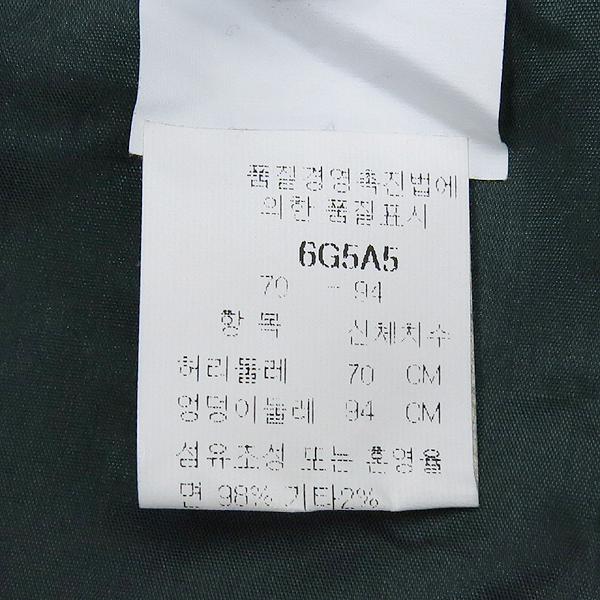 품질경영촉진법에
의한 품질표시
6G5A5
70 - 94
항 목 신체치수
허리둘레 70 CM
엉덩이둘레 94 CM
섬유조성 또는 혼용율
면 98% 기타2%